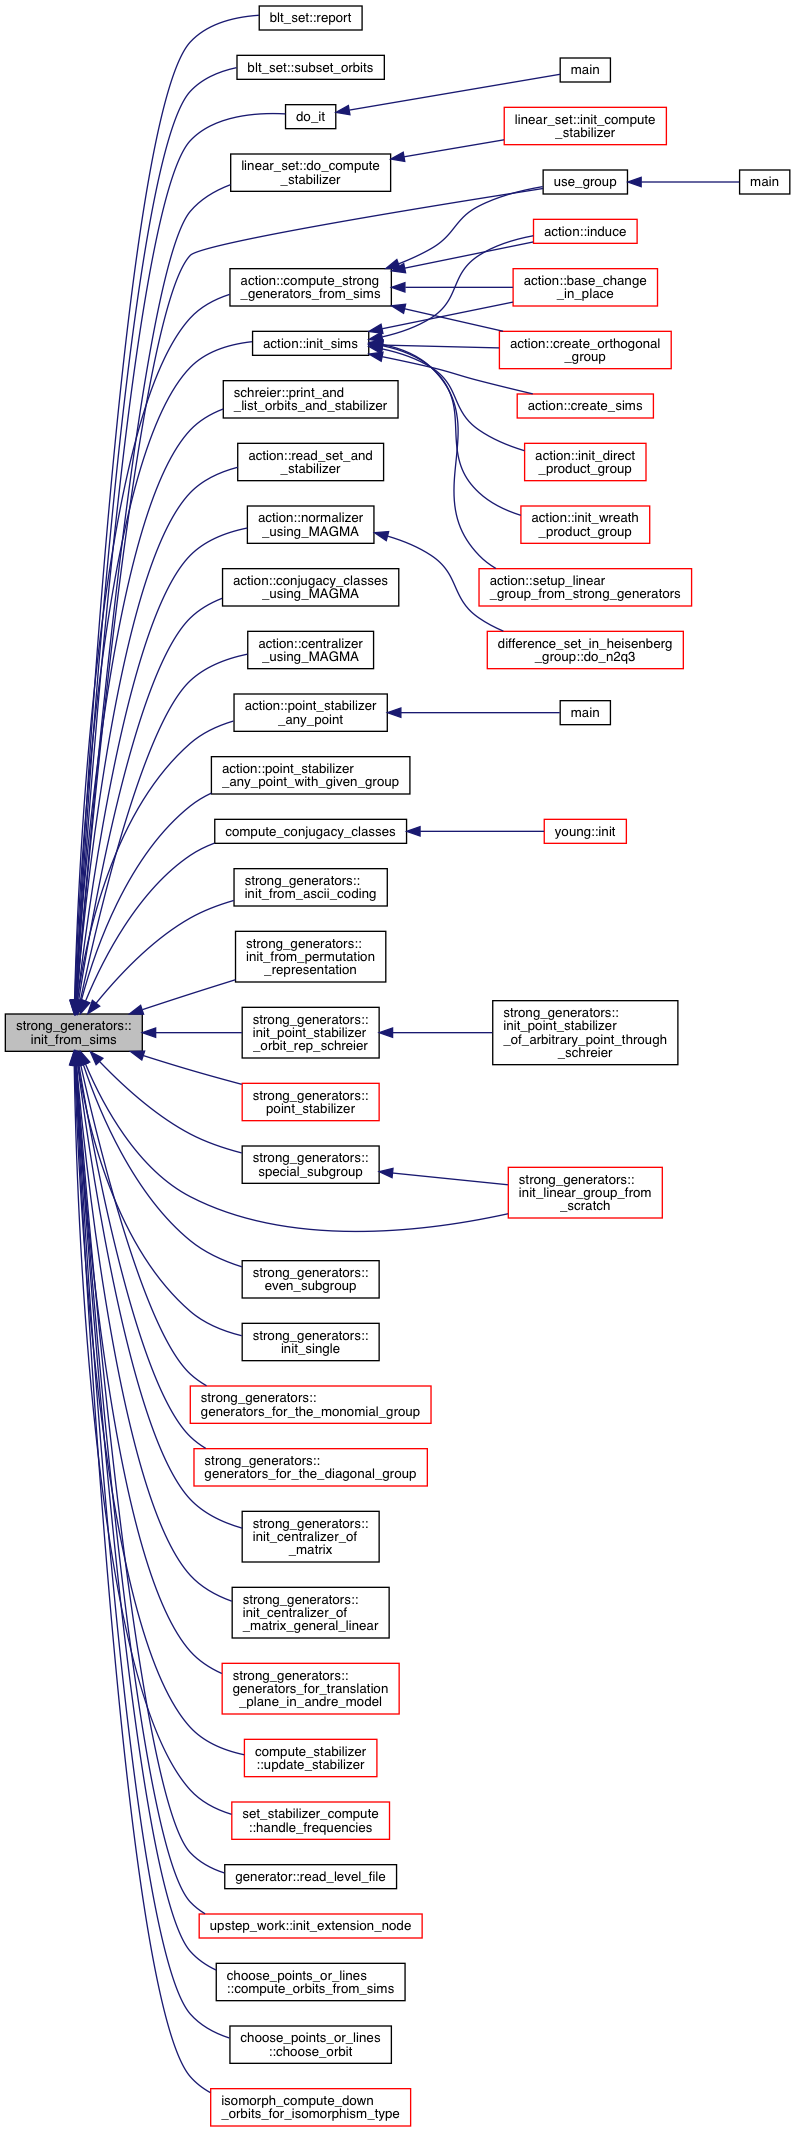 blt_set::report
blt_set::subset_orbits
main
do_it
linear_set::init_compute
_stabilizer
linear_set::do_compute
_stabilizer
use_group
main
action::induce
action::compute_strong
_generators_from_sims
action::base_change
_in_place
action::init_sims
action::create_orthogonal
_group
schreier::print_and
_list_orbits_and_stabilizer
action::create_sims
action::read_set_and
_stabilizer
action::init_direct
_product_group
action::normalizer
_using_MAGMA
action::init_wreath
_product_group
action::conjugacy_classes
_using_MAGMA
action::setup_linear
_group_from_strong_generators
action::centralizer
_using_MAGMA
difference_set_in_heisenberg
_group::do_n2q3
action::point_stabilizer
_any_point
main
action::point_stabilizer
_any_point_with_given_group
compute_conjugacy_classes
young::init
strong_generators::
init_from_ascii_coding
strong_generators::
init_from_permutation
_representation
strong_generators::
init_from_sims
strong_generators::
init_point_stabilizer
_orbit_rep_schreier
strong_generators::
init_point_stabilizer
_of_arbitrary_point_through
_schreier
strong_generators::
point_stabilizer
strong_generators::
special_subgroup
strong_generators::
init_linear_group_from
_scratch
strong_generators::
even_subgroup
strong_generators::
init_single
strong_generators::
generators_for_the_monomial_group
strong_generators::
generators_for_the_diagonal_group
strong_generators::
init_centralizer_of
_matrix
strong_generators::
init_centralizer_of
_matrix_general_linear
strong_generators::
generators_for_translation
_plane_in_andre_model
compute_stabilizer
::update_stabilizer
set_stabilizer_compute
::handle_frequencies
generator::read_level_file
upstep_work::init_extension_node
choose_points_or_lines
::compute_orbits_from_sims
choose_points_or_lines
::choose_orbit
isomorph_compute_down
_orbits_for_isomorphism_type